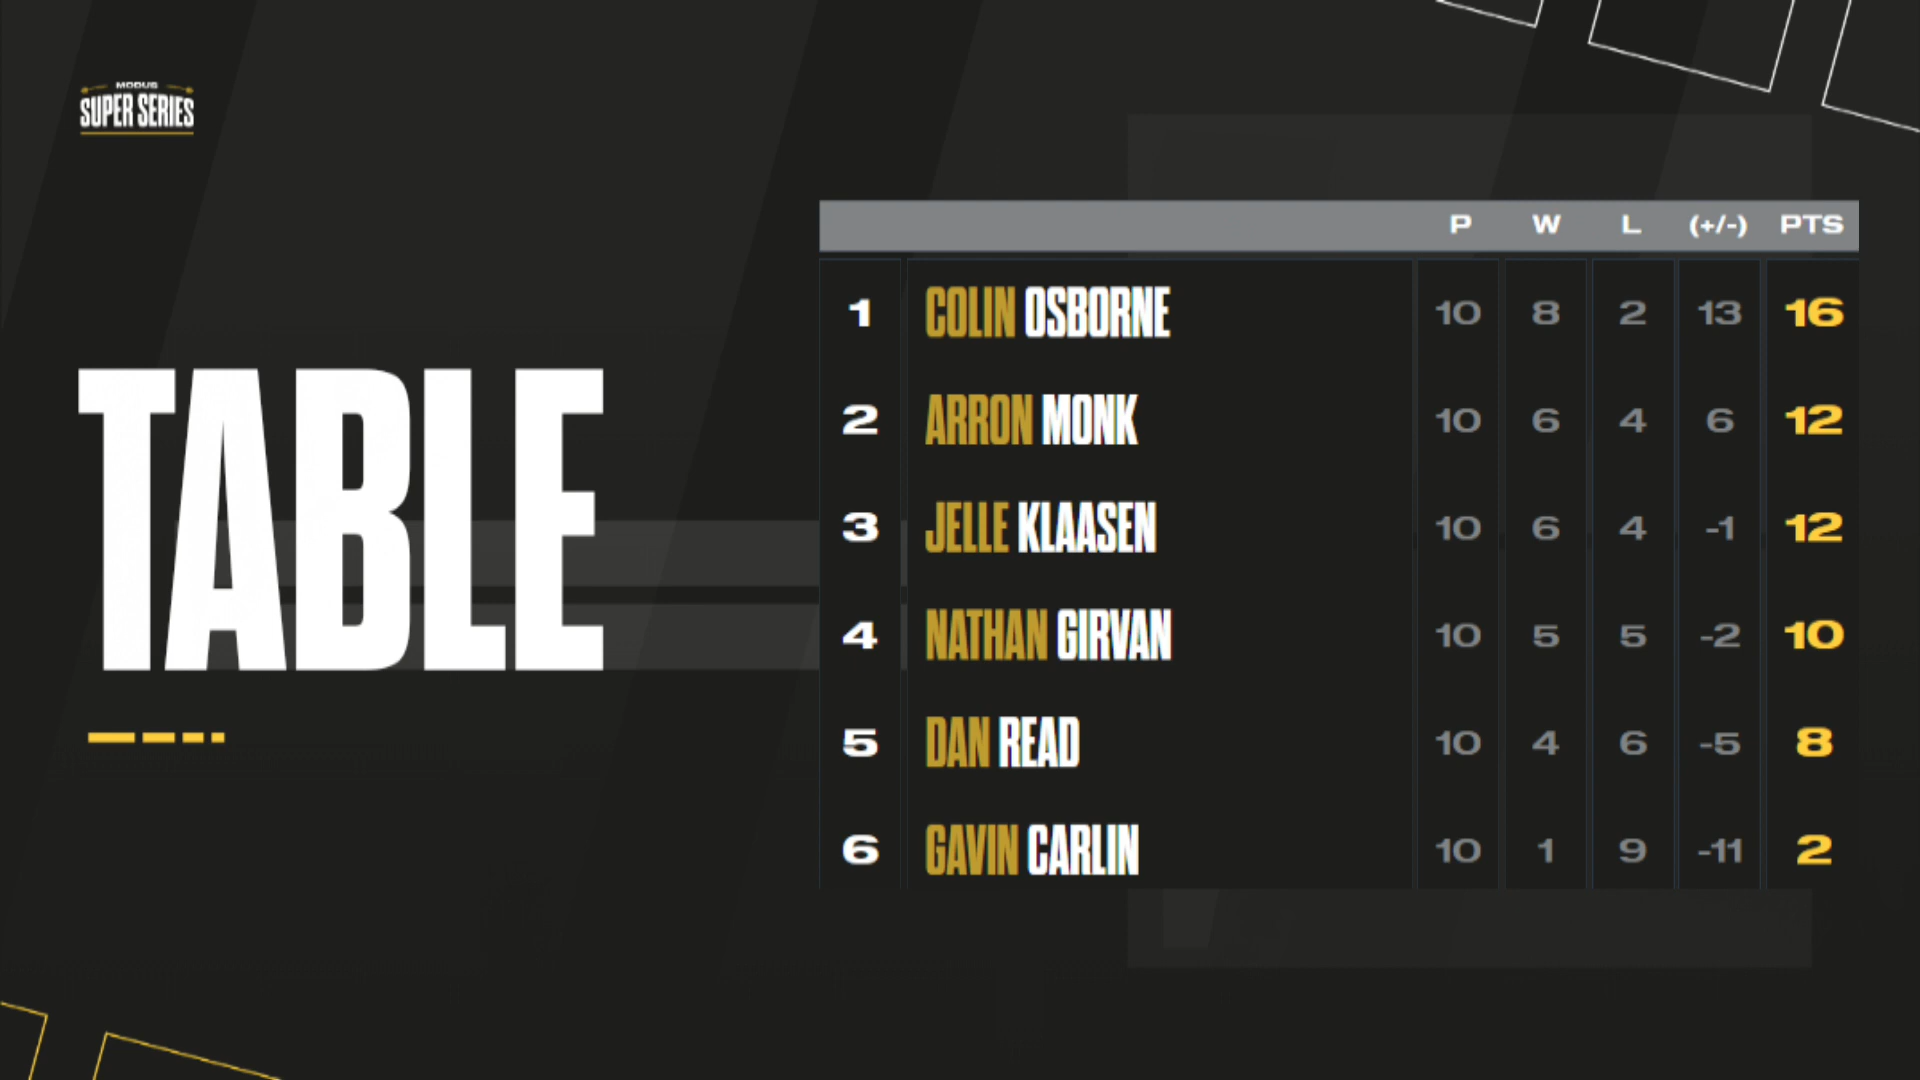 MODUS
SUPER SERIES
TABLE
P W L (+/-) PTS
1 COLIN OSBORNE 10 8 2 13 16
2 ARRON MONK 10 6 4 6 12
3 JELLE KLAASEN 10 6 4 -1 12
4 NATHAN GIRVAN 10 5 5 -2 10
5 DAN READ 10 4 6 -5 8
6 GAVIN CARLIN 10 1 9 -11 2